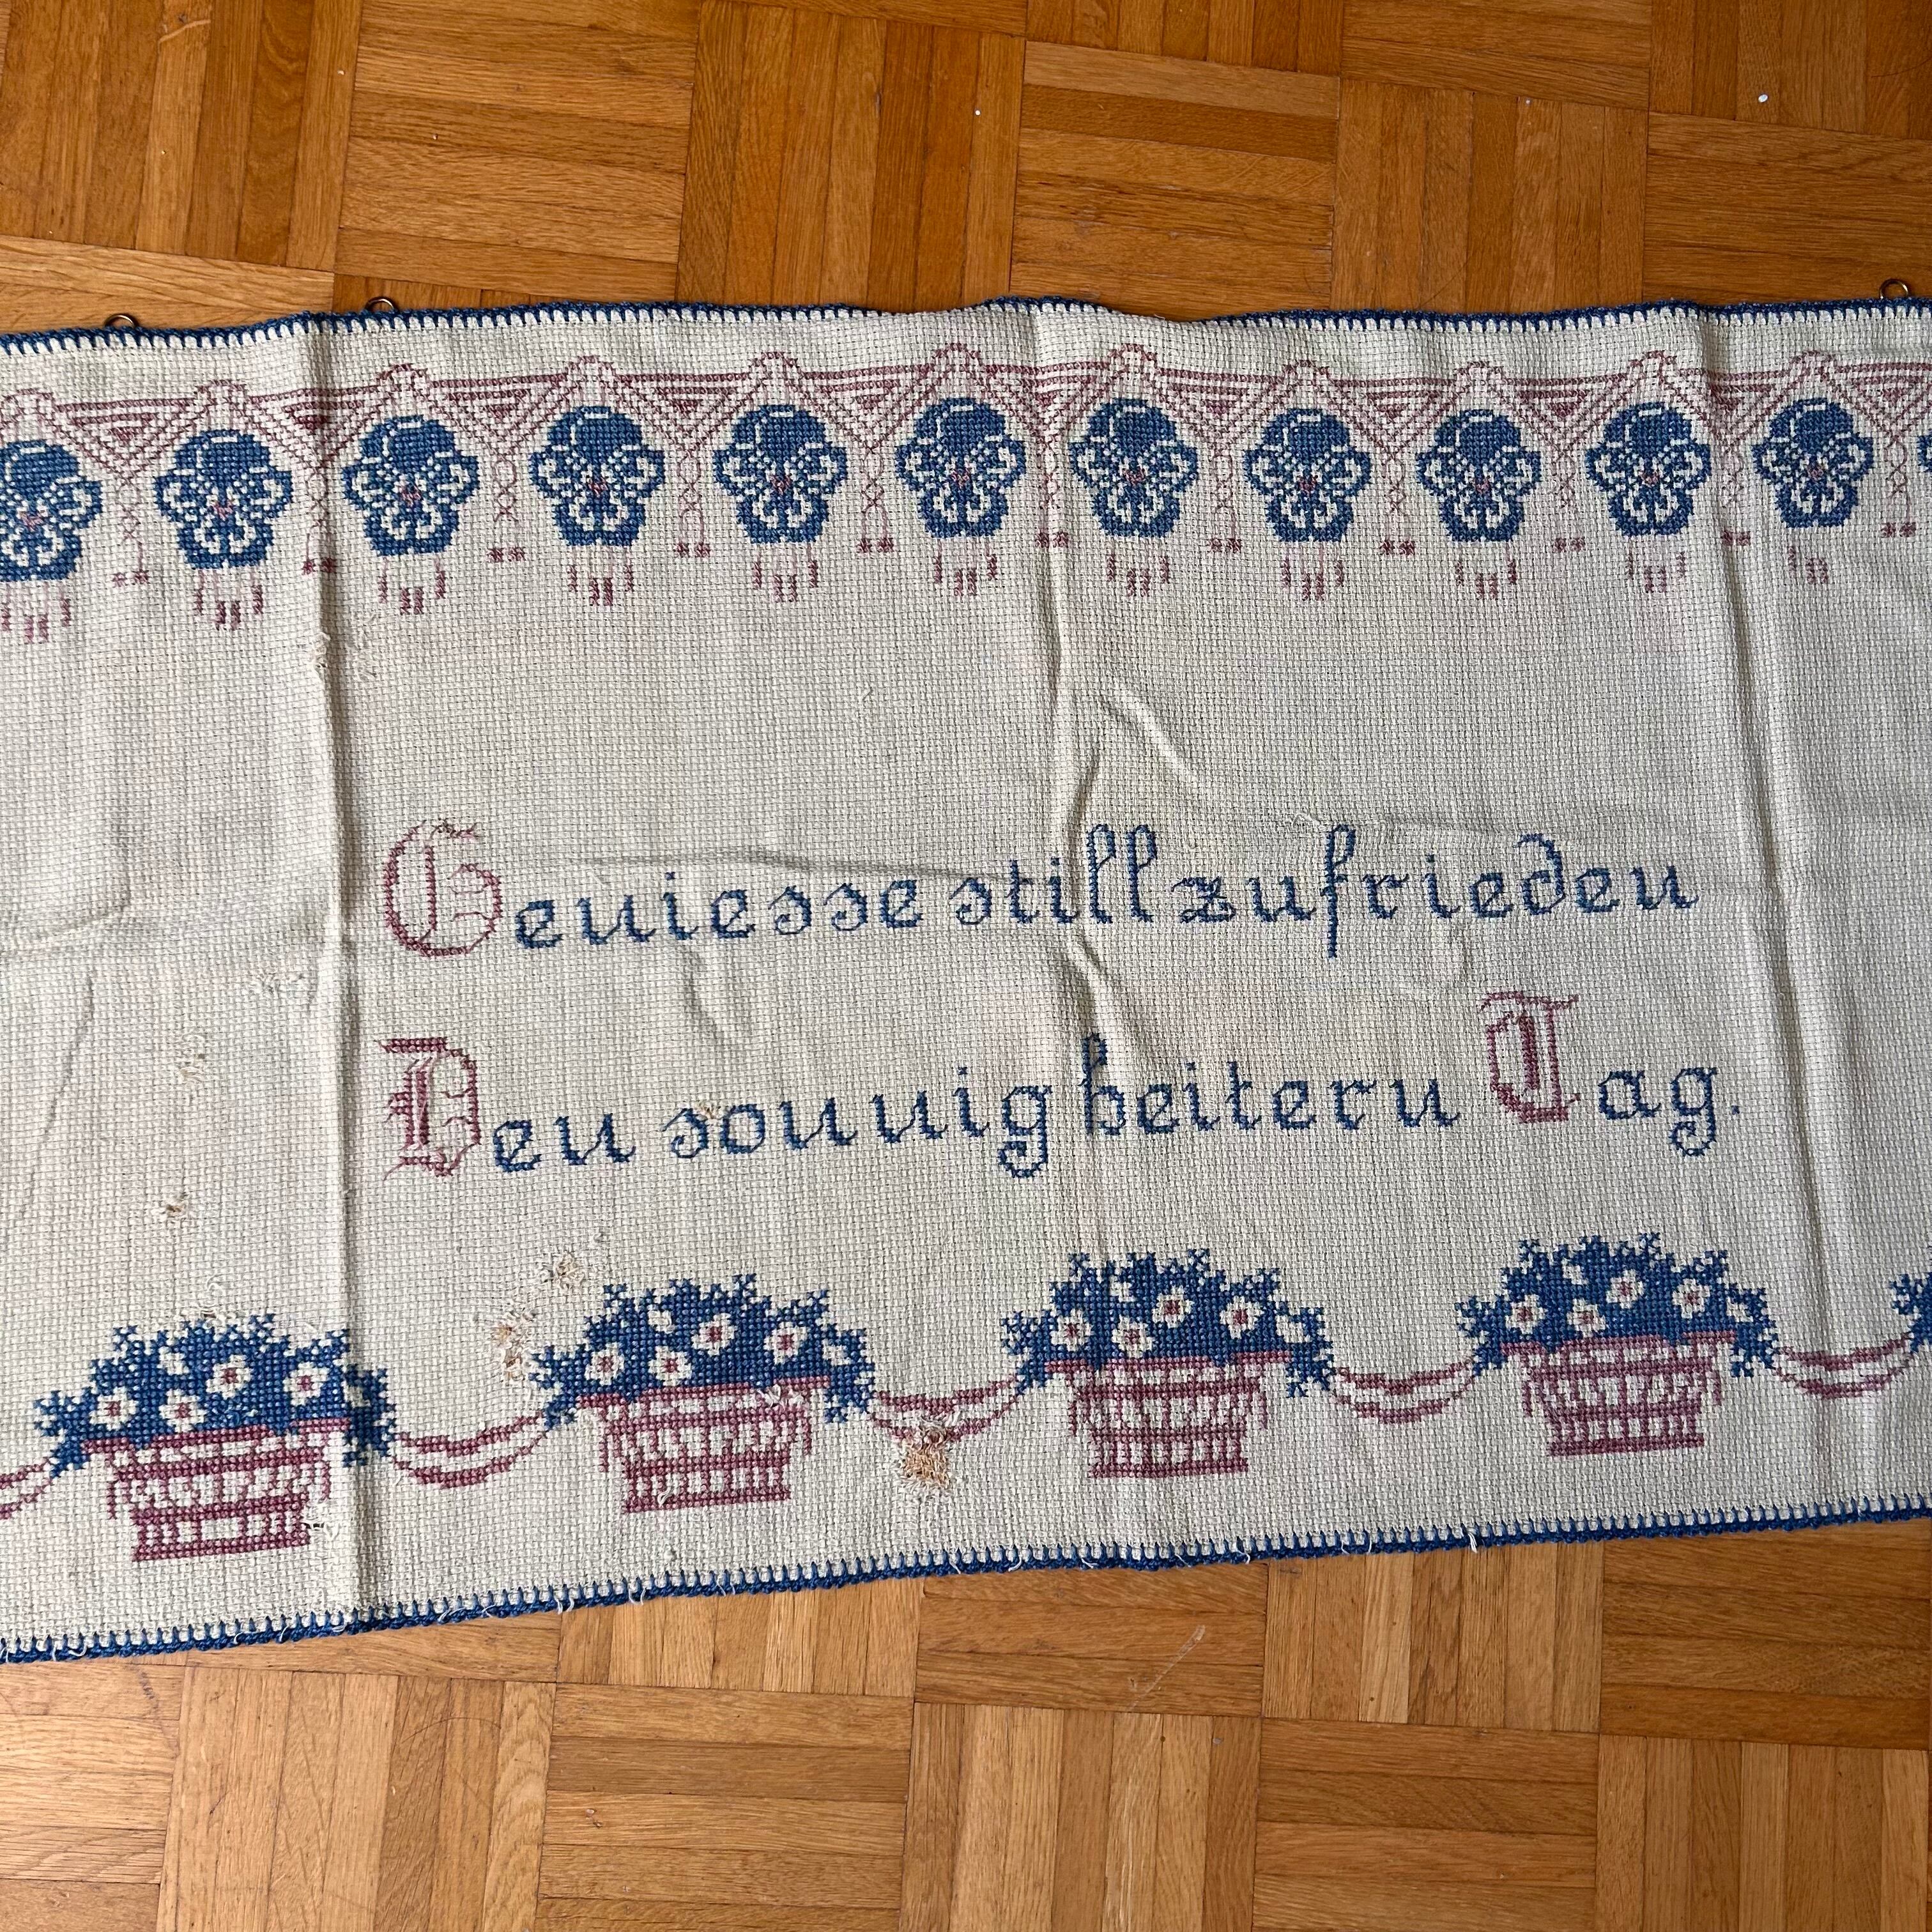 Geniesse still zufrieden
Den sonnig heitern Tag.